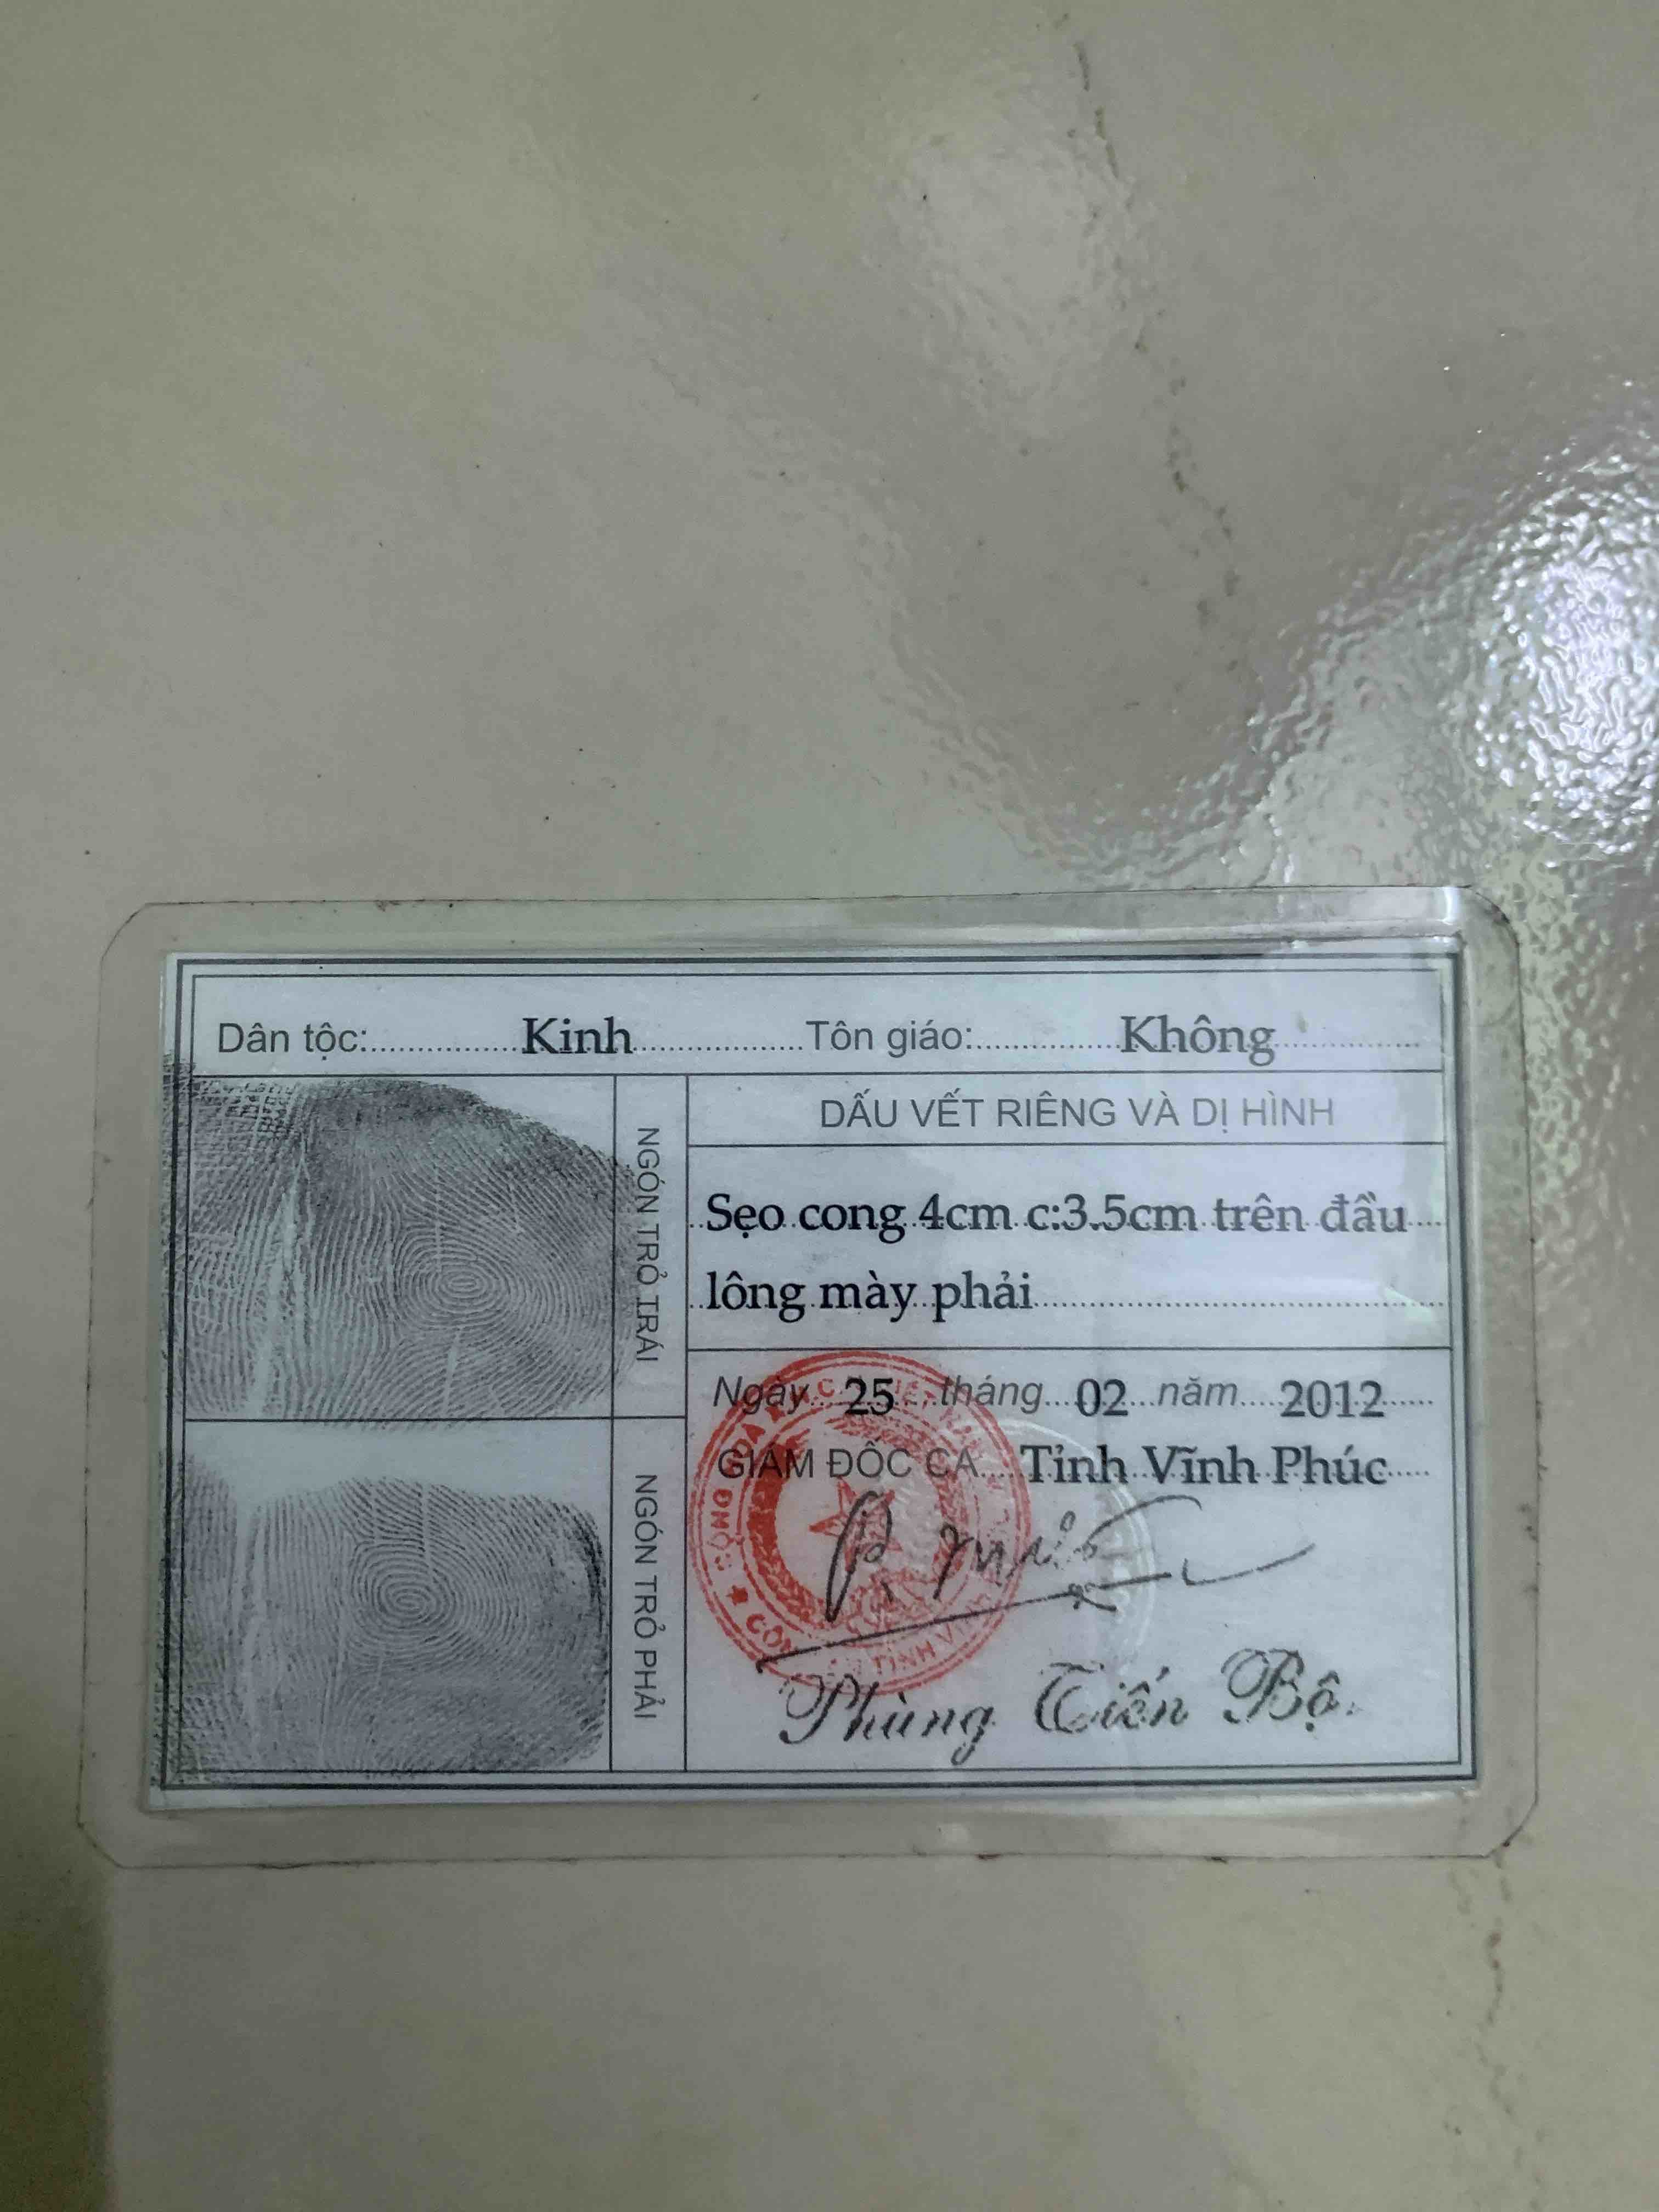 Dân tộc: Kinh Tôn giáo: Không
NGÓN TRỎ TRÁI
DẤU VẾT RIÊNG VÀ DỊ HÌNH
Sẹo cong 4cm c:3.5cm trên đầu
lông mày phải
NGÓN TRỎ PHẢI
Ngày 25 tháng 02 năm 2012
GIÁM ĐỐC CA Tỉnh Vĩnh Phúc
Phùng Tiến Bộ